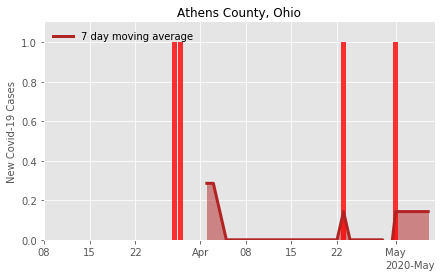 Athens County, Ohio
7 day moving average
New Covid-19 Cases
1.0
0.8
0.6
0.4
0.2
0.0
08 15 22 Apr 08 15 22 May
2020-May